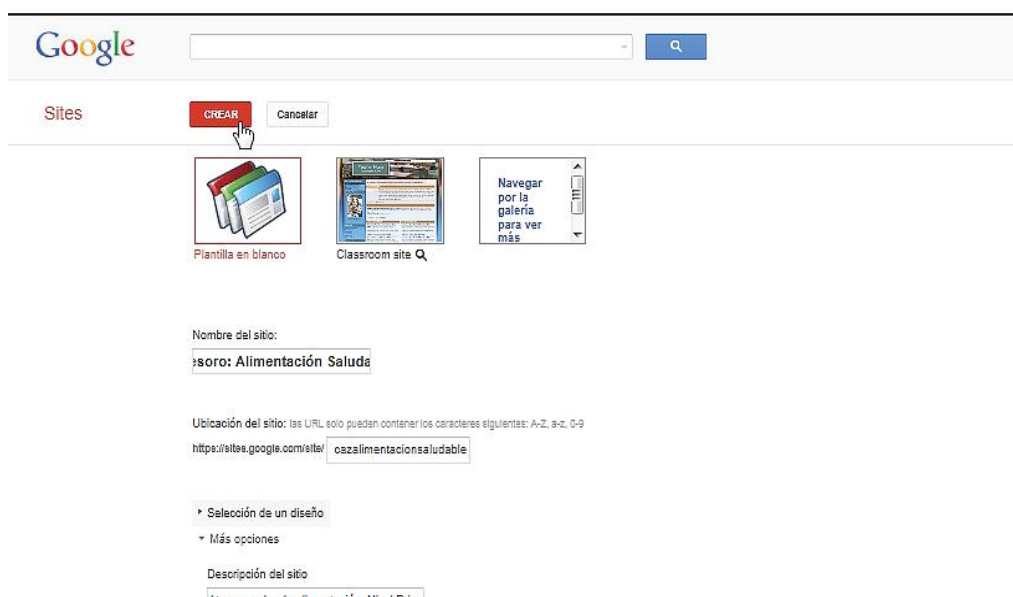 Google
Sites
CREAR
Cancelar
Navegar
por la
galería
para ver
más
Plantilla en blanco
Classroom site
Nombre del sitio:
esoro: Alimentación Saluda
Ubicación del sitio: las URL solo pueden contener los caracteres siguientes: A-Z, a-z, 0-9
https://sites.google.com/site/ cazalimentacionsaludable
Selección de un diseño
Más opciones
Descripción del sitio